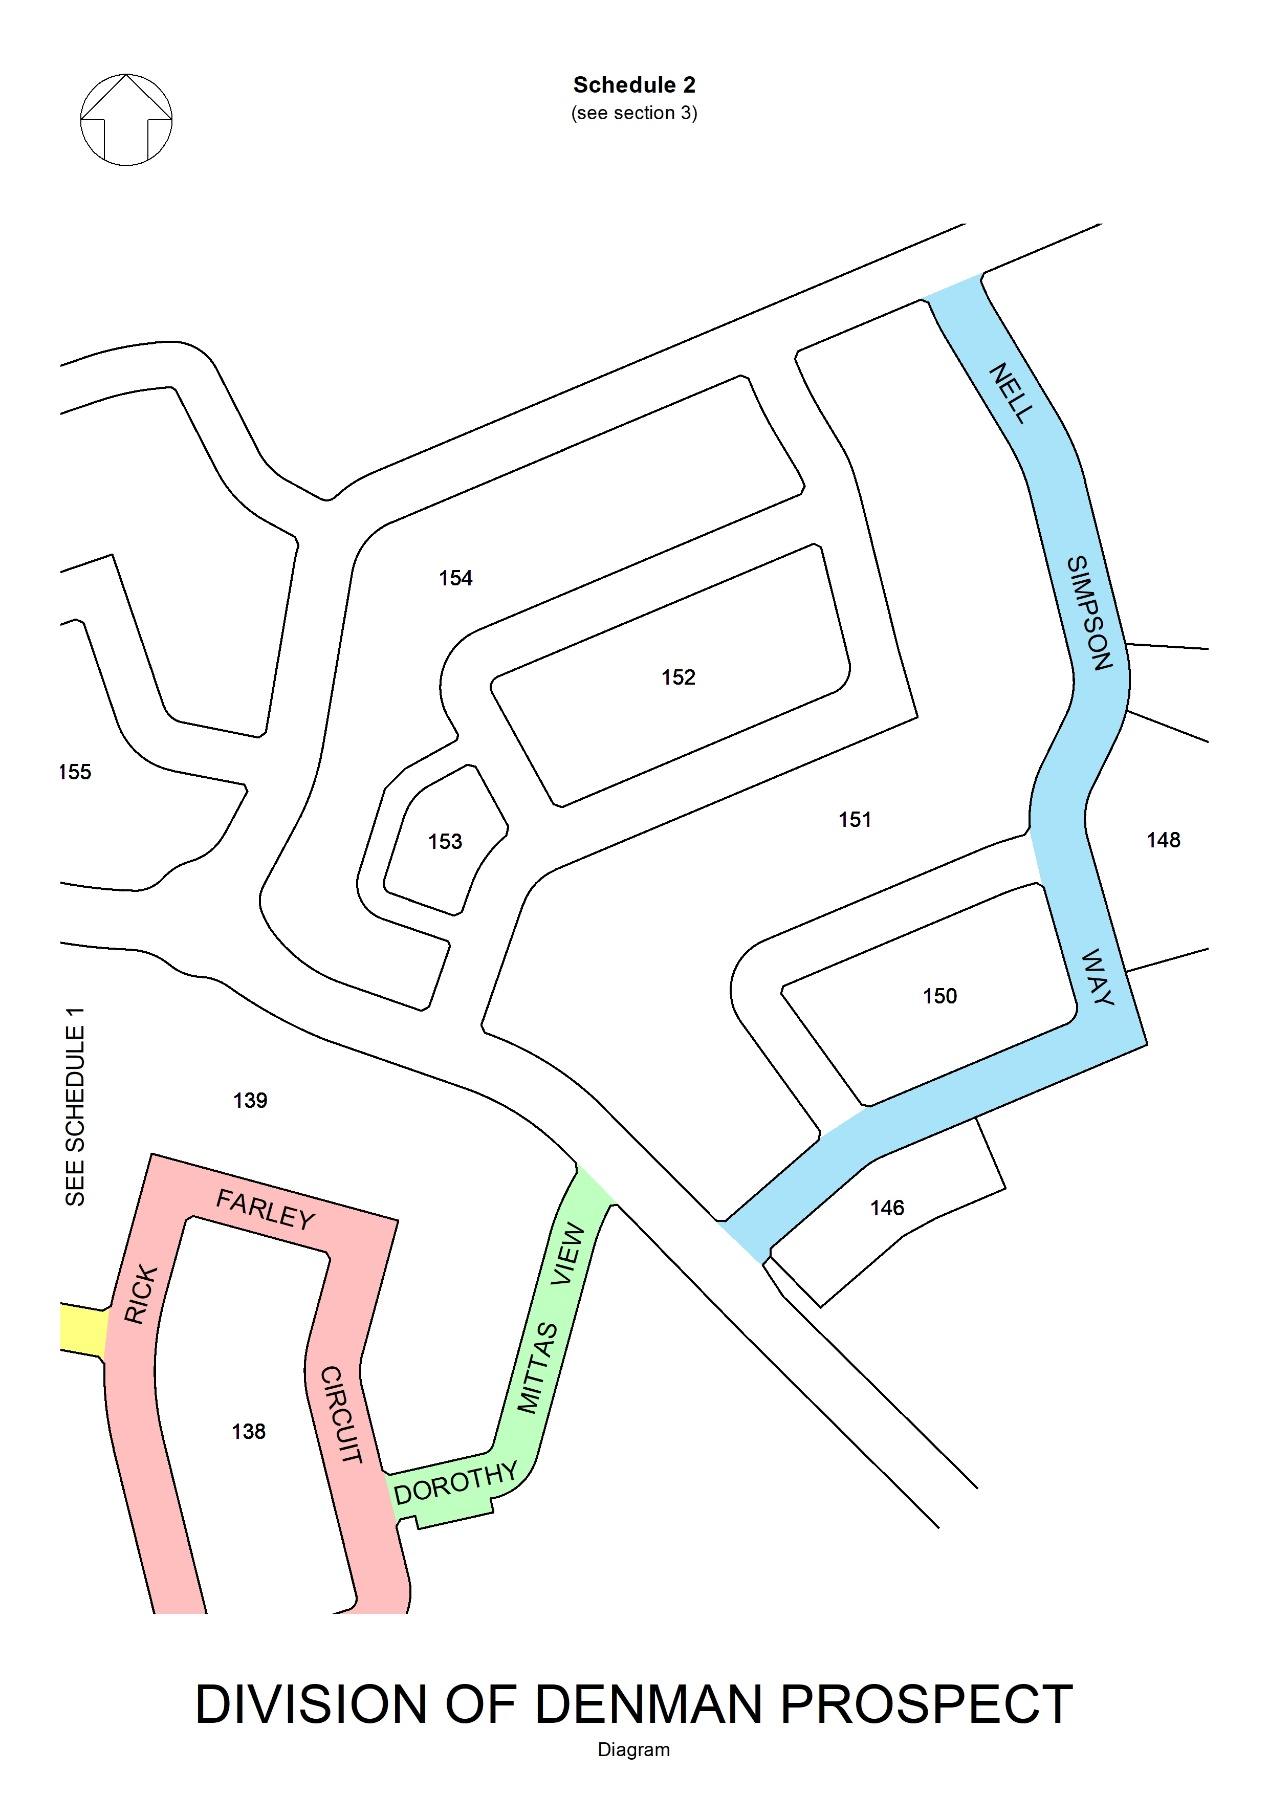 Schedule 2
(see section 3)
NELL
SIMPSON
WAY
154
152
155
153
151
148
150
SEE SCHEDULE 1
139
146
FARLEY
RICK
CIRCUIT
138
VIEW
MITTAS
DOROTHY
DIVISION OF DENMAN PROSPECT
Diagram